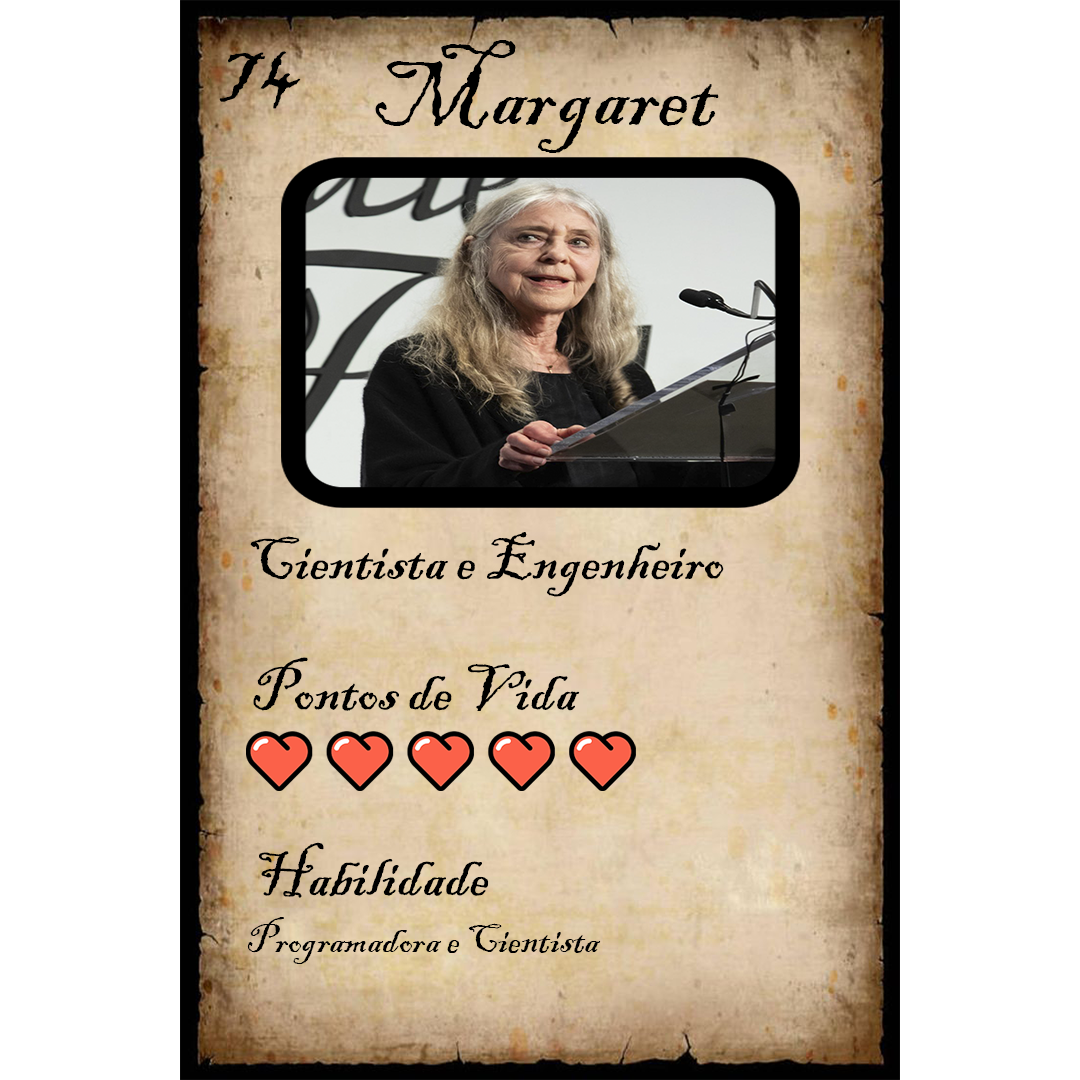 74
Margaret
Cientista e Engenheiro
Pontos de Vida
Habilidade
Programadora e Cientista